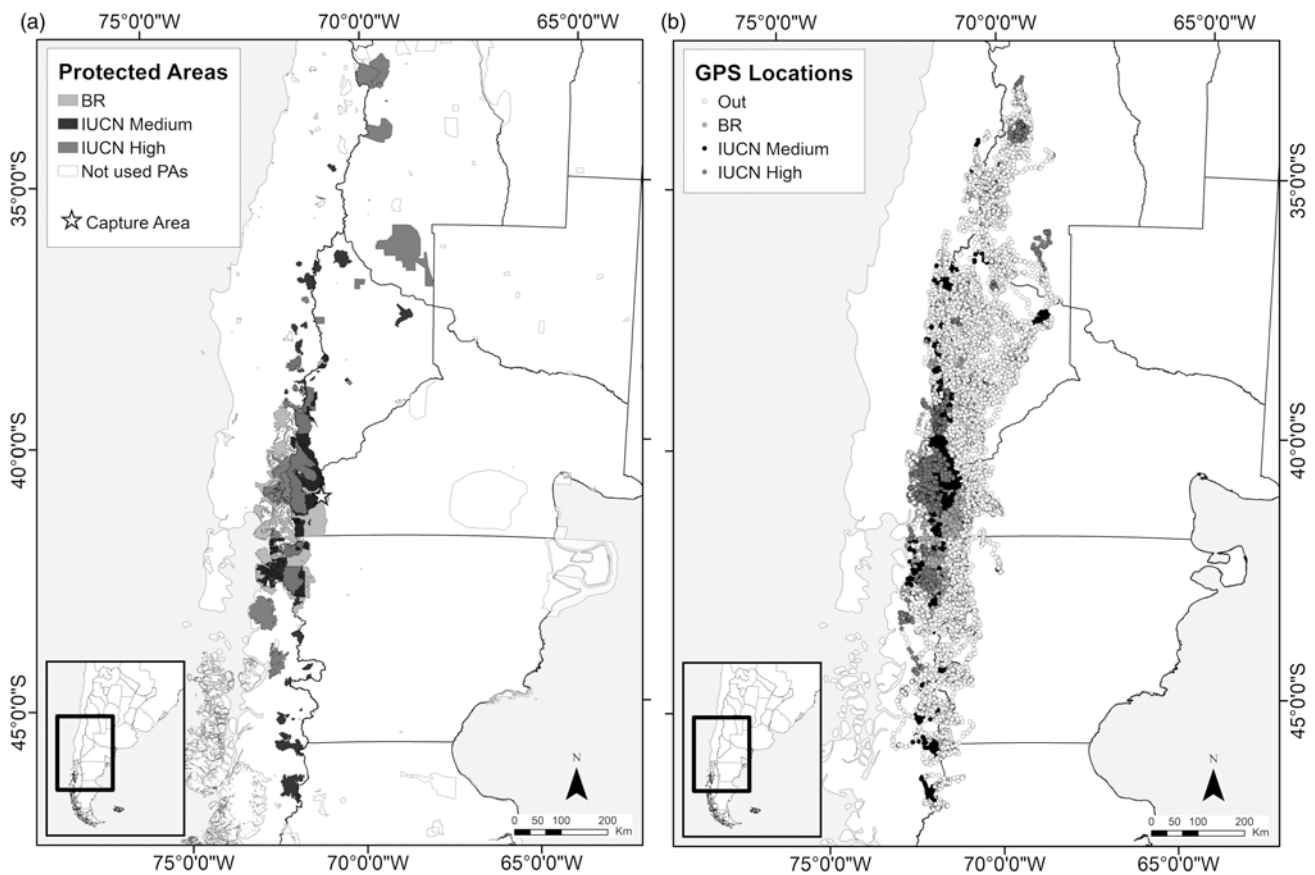 (a)
75°0'0"W
70°0'0"W
65°0'0"W
Protected Areas
BR
IUCN Medium
IUCN High
Not used PAs
Capture Area
35°0'0"S
40°0'0"S
45°0'0"S
N
0 50 100 200
Km
75°0'0"W
70°0'0"W
65°0'0"W
(b)
75°0'0"W
70°0'0"W
65°0'0"W
GPS Locations
Out
BR
IUCN Medium
IUCN High
35°0'0"S
40°0'0"S
45°0'0"S
N
0 50 100 200
Km
75°0'0"W
70°0'0"W
65°0'0"W